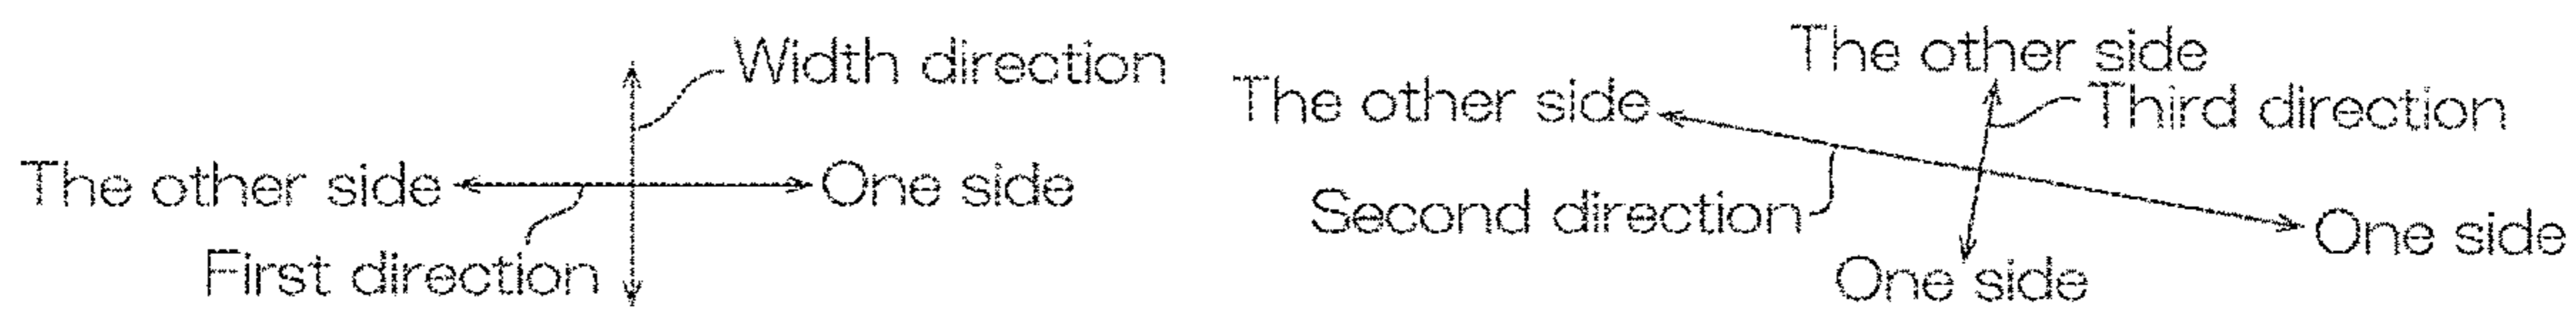 Width direction
The other side
One side
First direction
The other side
The other side
Third direction
Second direction
One side
One side